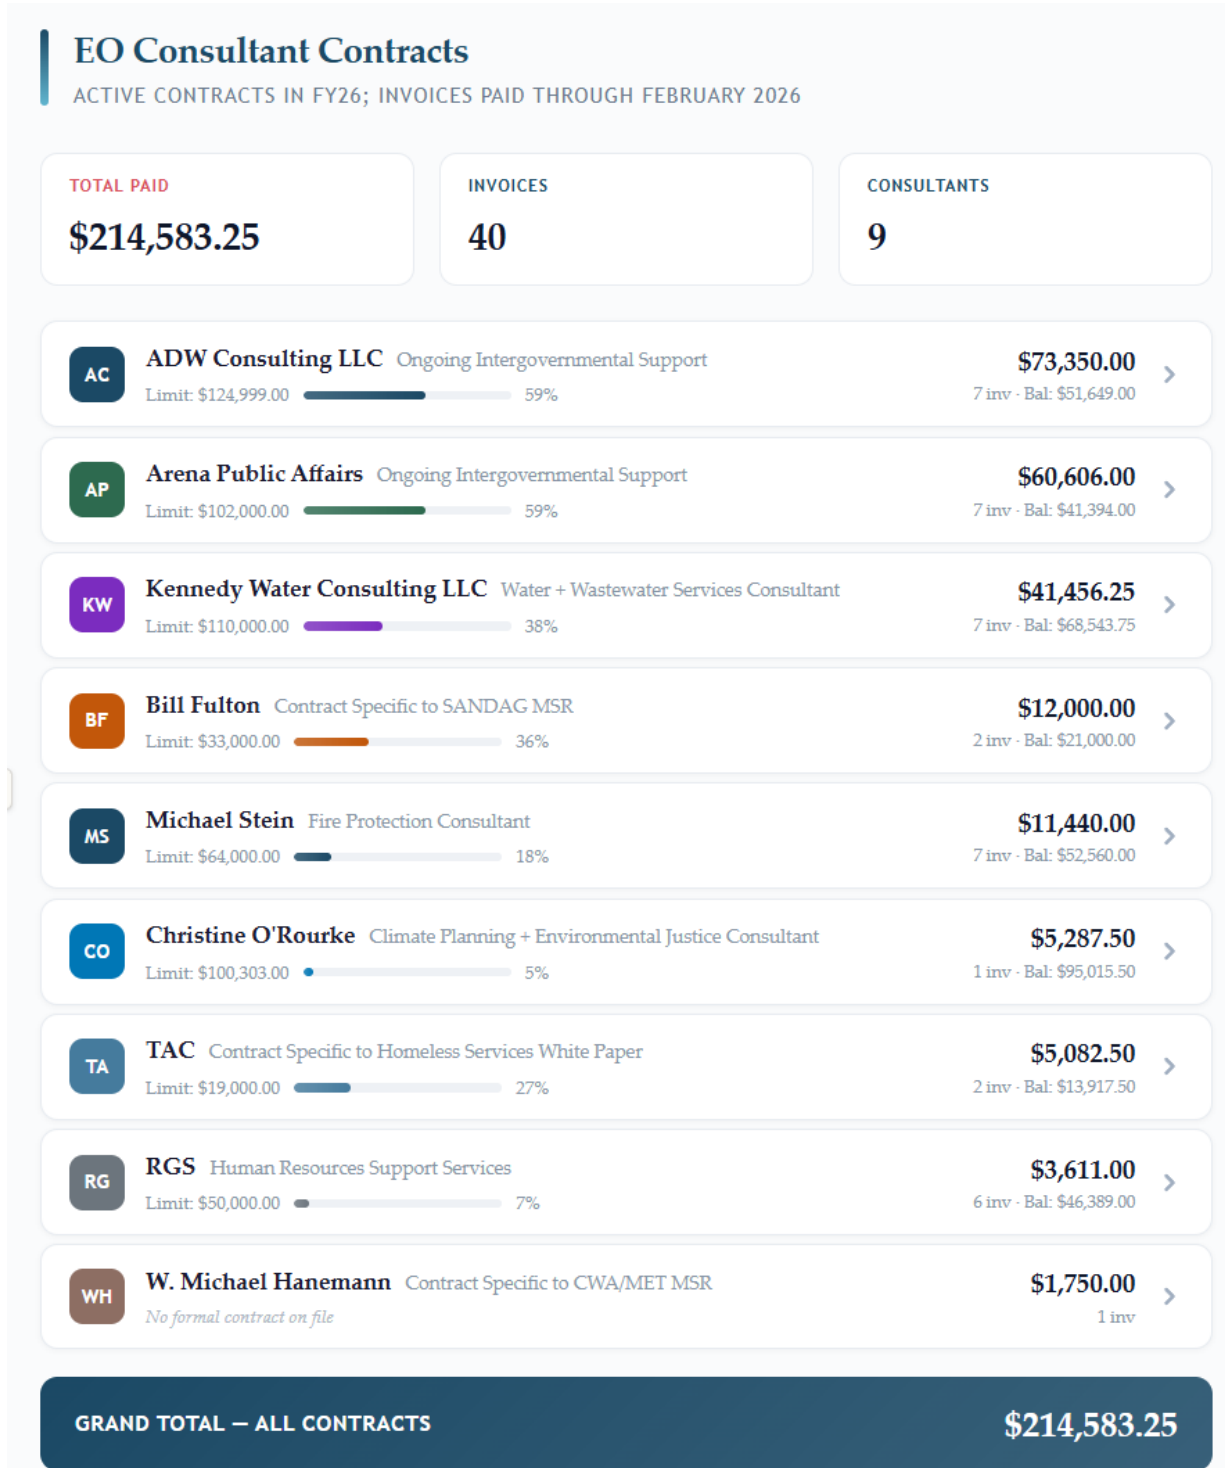 EO Consultant Contracts
ACTIVE CONTRACTS IN FY26; INVOICES PAID THROUGH FEBRUARY 2026
TOTAL PAID
$214,583.25
INVOICES
40
CONSULTANTS
9
AC
ADW Consulting LLC Ongoing Intergovernmental Support
Limit: $124,999.00 59%
$73,350.00
7 inv · Bal: $51,649.00
AP
Arena Public Affairs Ongoing Intergovernmental Support
Limit: $102,000.00 59%
$60,606.00
7 inv · Bal: $41,394.00
KW
Kennedy Water Consulting LLC Water + Wastewater Services Consultant
Limit: $110,000.00 38%
$41,456.25
7 inv · Bal: $68,543.75
BF
Bill Fulton Contract Specific to SANDAG MSR
Limit: $33,000.00 36%
$12,000.00
2 inv · Bal: $21,000.00
MS
Michael Stein Fire Protection Consultant
Limit: $64,000.00 18%
$11,440.00
7 inv · Bal: $52,560.00
CO
Christine O'Rourke Climate Planning + Environmental Justice Consultant
Limit: $100,303.00 5%
$5,287.50
1 inv · Bal: $95,015.50
TA
TAC Contract Specific to Homeless Services White Paper
Limit: $19,000.00 27%
$5,082.50
2 inv · Bal: $13,917.50
RG
RGS Human Resources Support Services
Limit: $50,000.00 7%
$3,611.00
6 inv · Bal: $46,389.00
WH
W. Michael Hanemann Contract Specific to CWA/MET MSR
No formal contract on file
$1,750.00
1 inv
GRAND TOTAL — ALL CONTRACTS
$214,583.25